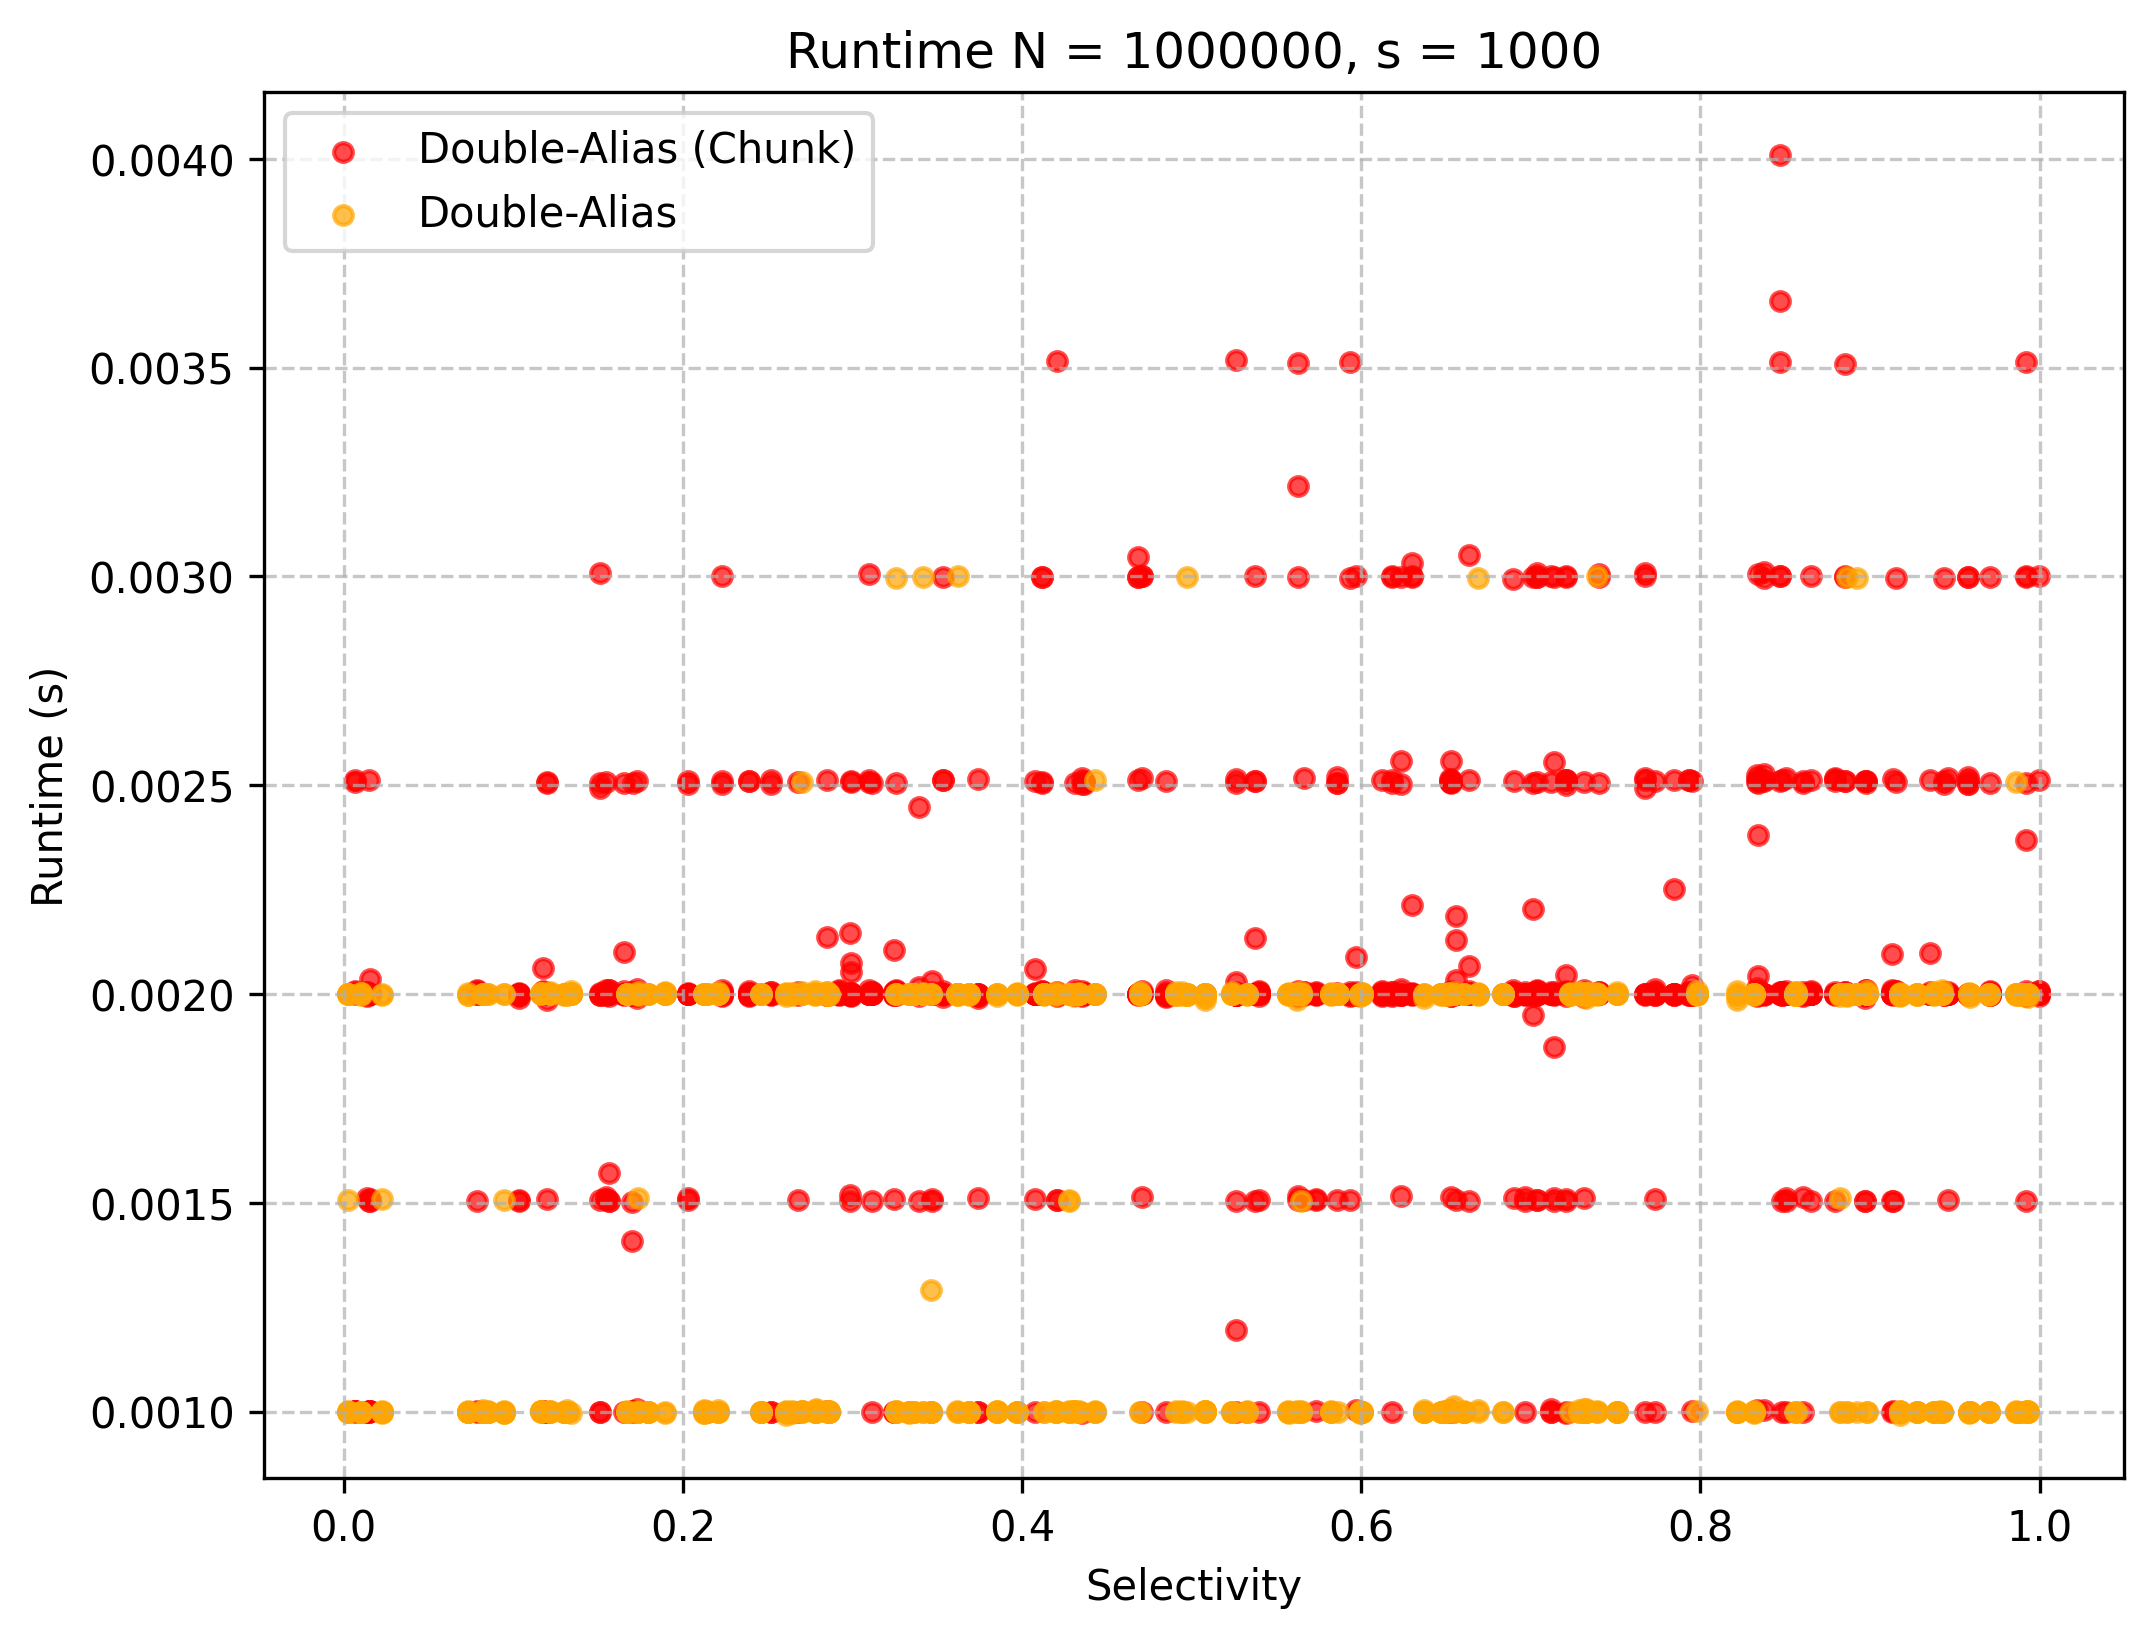 Runtime N = 1000000, s = 1000
Double-Alias (Chunk)
Double-Alias
0.0040
0.0035
0.0030
0.0025
0.0020
0.0015
0.0010
Runtime (s)
0.0 0.2 0.4 0.6 0.8 1.0
Selectivity